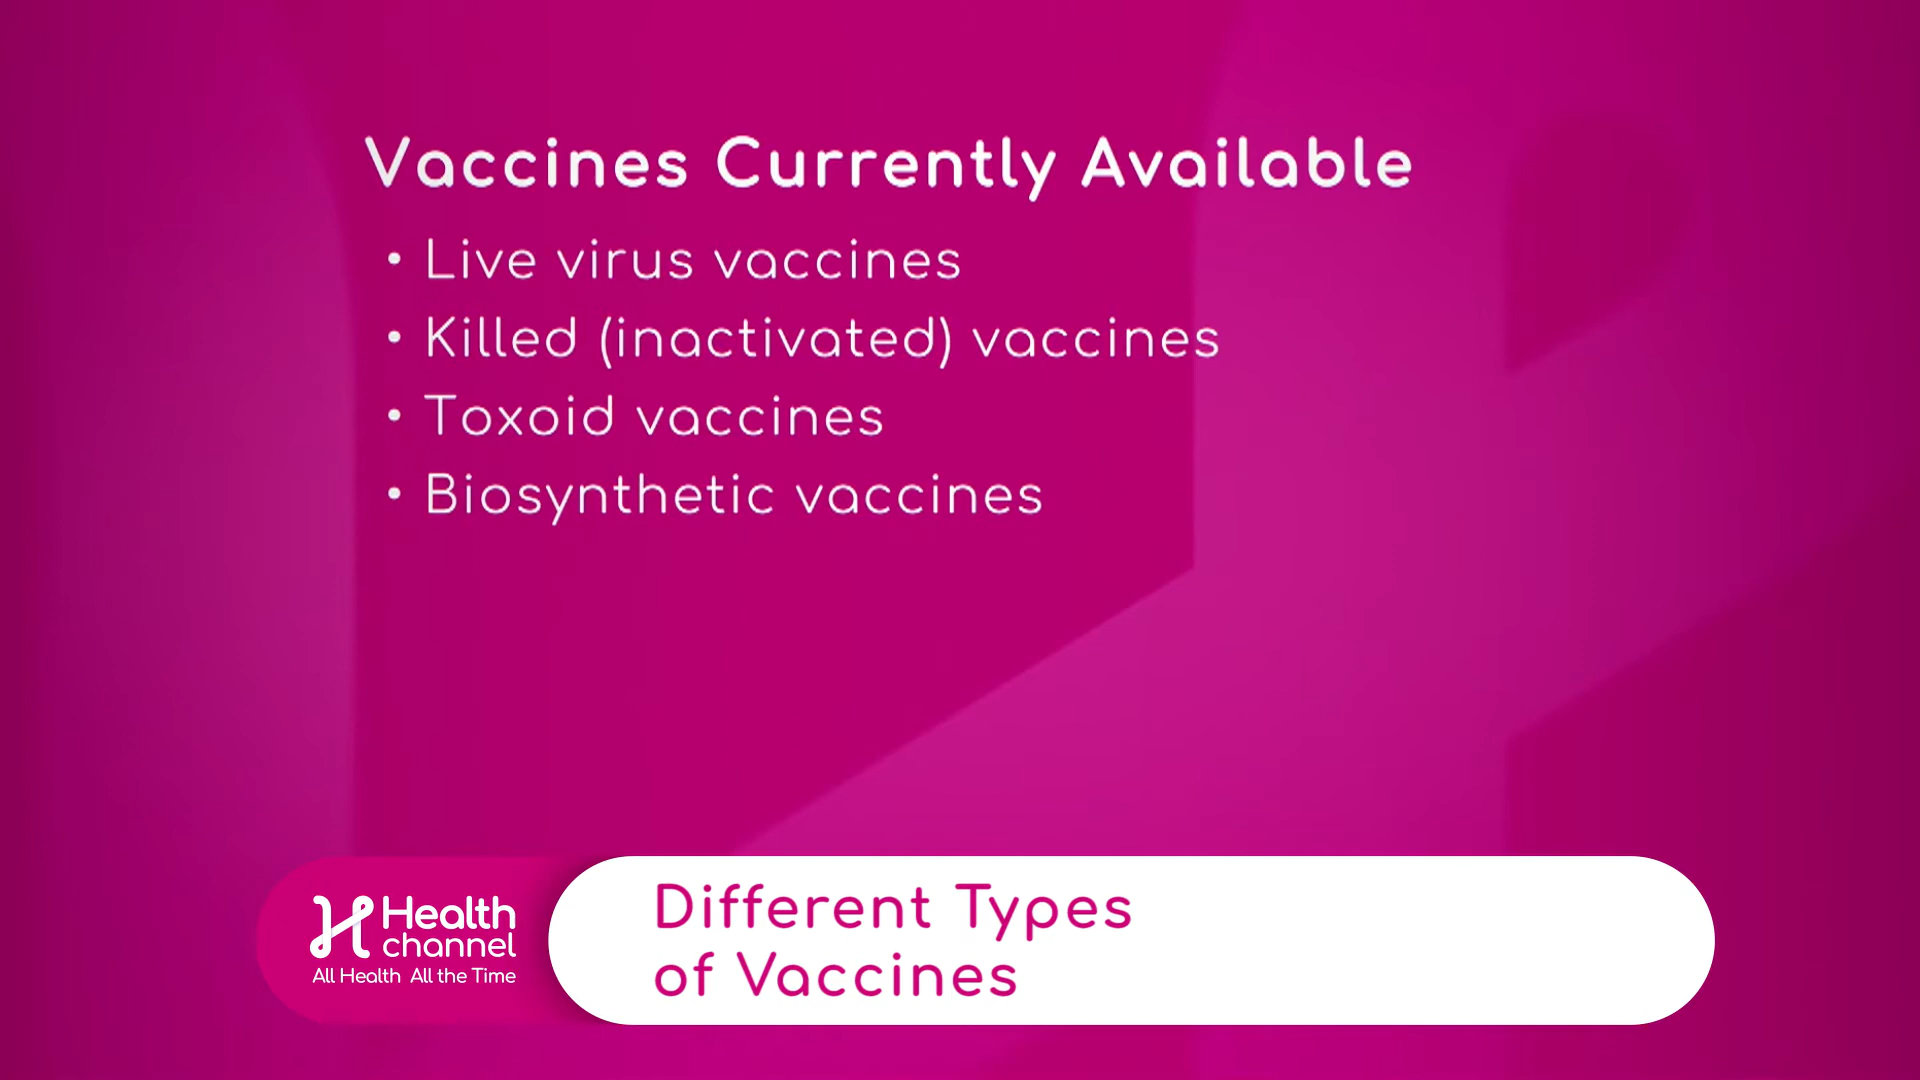 Vaccines Currently Available
• Live virus vaccines
• Killed (inactivated) vaccines
• Toxoid vaccines
• Biosynthetic vaccines
Health
channel
All Health All the Time
Different Types
of Vaccines